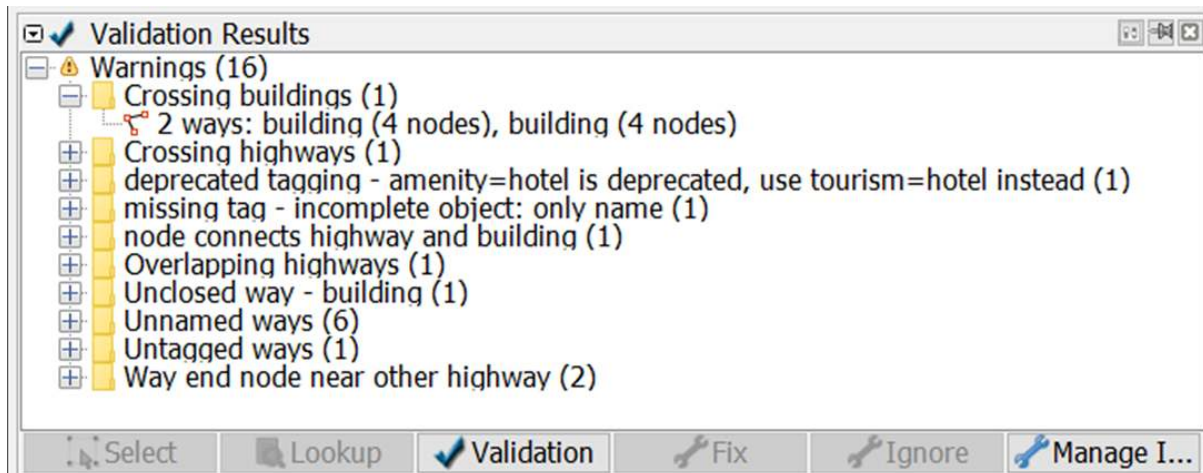 Validation Results
Warnings (16)
Crossing buildings (1)
2 ways: building (4 nodes), building (4 nodes)
Crossing highways (1)
deprecated tagging - amenity=hotel is deprecated, use tourism=hotel instead (1)
missing tag - incomplete object: only name (1)
node connects highway and building (1)
Overlapping highways (1)
Unclosed way - building (1)
Unnamed ways (6)
Untagged ways (1)
Way end node near other highway (2)
Select Lookup Validation Fix Ignore Manage I...